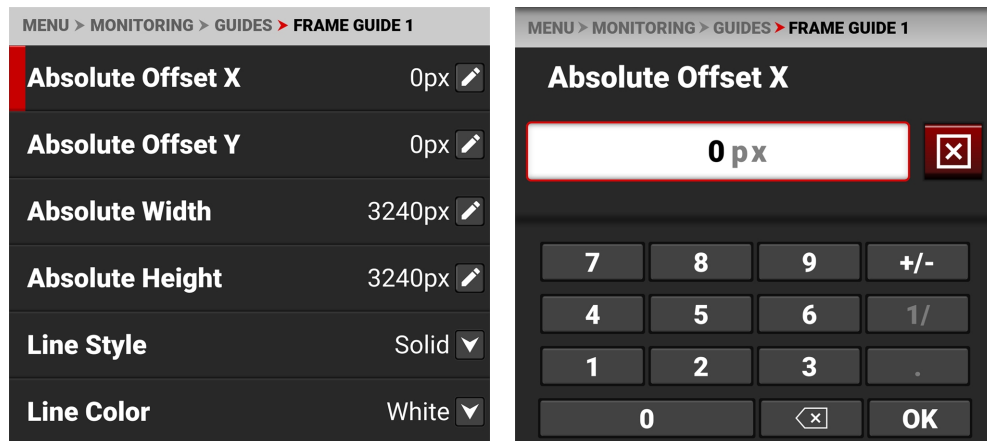 MENU > MONITORING > GUIDES > FRAME GUIDE 1
Absolute Offset X 0px
Absolute Offset Y 0px
Absolute Width 3240px
Absolute Height 3240px
Line Style Solid
Line Color White
MENU > MONITORING > GUIDES > FRAME GUIDE 1
Absolute Offset X
0 px
7 8 9 +/-
4 5 6 1/
1 2 3 .
0 OK